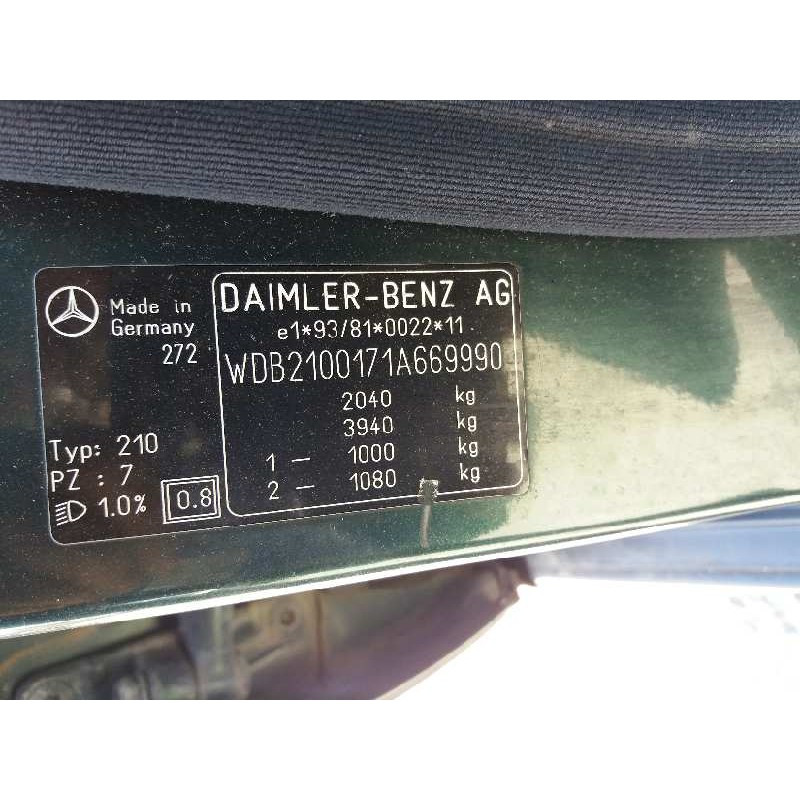 Made in
Germany
272
Typ: 210
PZ : 7
1.0% 0.8
DAIMLER-BENZ AG
e1*93/81*0022*11
WDB2100171A669990
2040 kg
3940 kg
1 – 1000 kg
2 – 1080 kg